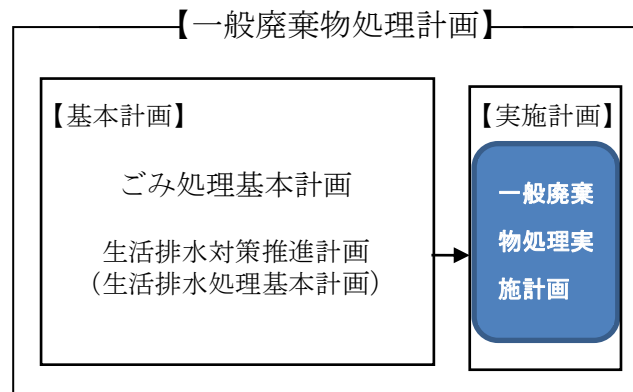 【一般廃棄物処理計画】
【基本計画】
ごみ処理基本計画
生活排水対策推進計画
（生活排水処理基本計画）
【実施計画】
一般廃棄
物処理実
施計画